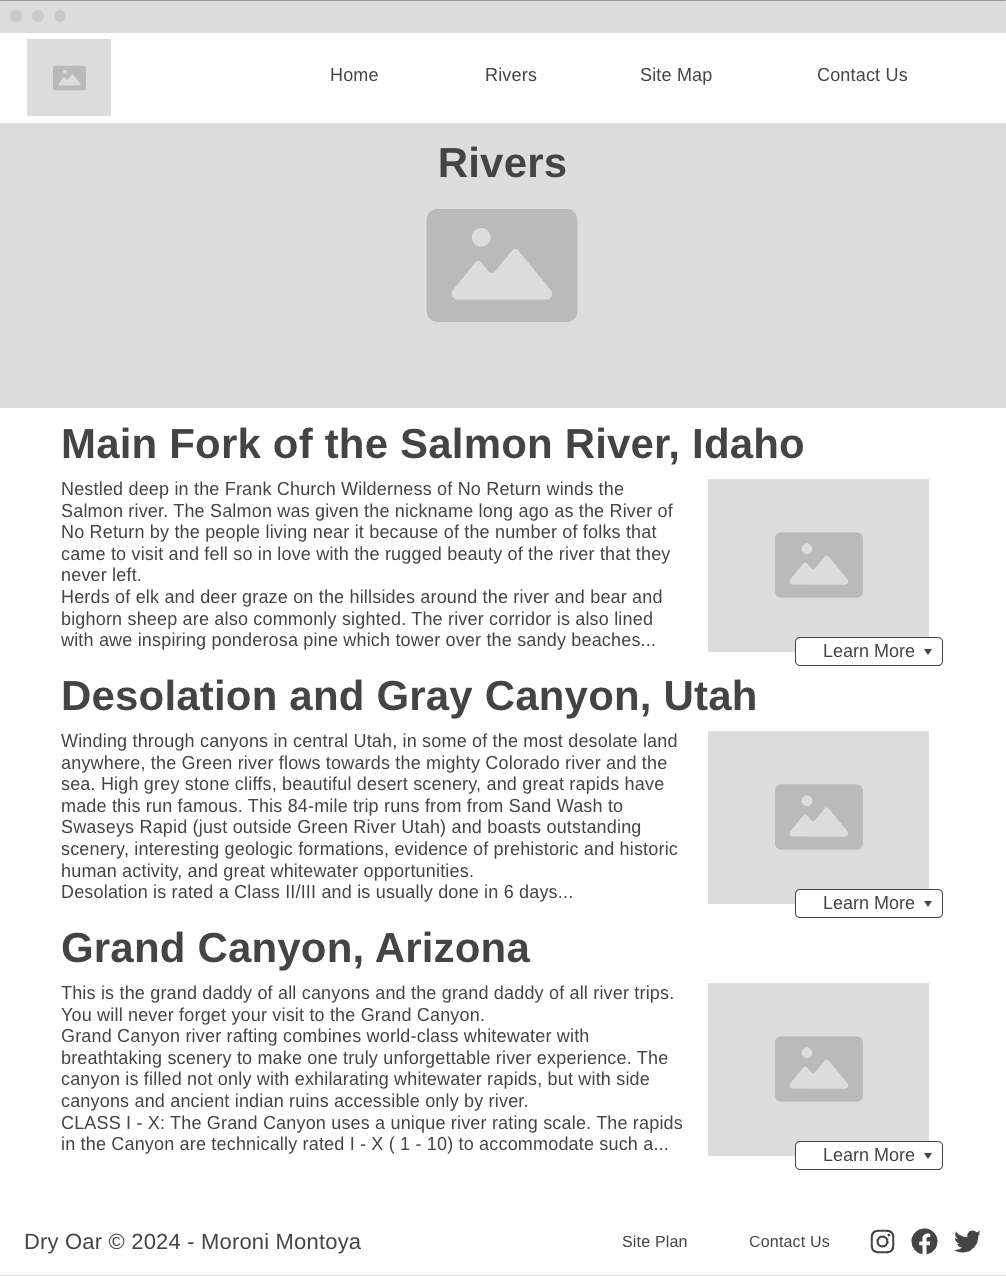 Home Rivers Site Map Contact Us
Rivers
Main Fork of the Salmon River, Idaho
Nestled deep in the Frank Church Wilderness of No Return winds the
Salmon river. The Salmon was given the nickname long ago as the River of
No Return by the people living near it because of the number of folks that
came to visit and fell so in love with the rugged beauty of the river that they
never left.
Herds of elk and deer graze on the hillsides around the river and bear and
bighorn sheep are also commonly sighted. The river corridor is also lined
with awe inspiring ponderosa pine which tower over the sandy beaches...
Learn More
Desolation and Gray Canyon, Utah
Winding through canyons in central Utah, in some of the most desolate land
anywhere, the Green river flows towards the mighty Colorado river and the
sea. High grey stone cliffs, beautiful desert scenery, and great rapids have
made this run famous. This 84-mile trip runs from from Sand Wash to
Swaseys Rapid (just outside Green River Utah) and boasts outstanding
scenery, interesting geologic formations, evidence of prehistoric and historic
human activity, and great whitewater opportunities.
Desolation is rated a Class II/III and is usually done in 6 days...
Learn More
Grand Canyon, Arizona
This is the grand daddy of all canyons and the grand daddy of all river trips.
You will never forget your visit to the Grand Canyon.
Grand Canyon river rafting combines world-class whitewater with
breathtaking scenery to make one truly unforgettable river experience. The
canyon is filled not only with exhilarating whitewater rapids, but with side
canyons and ancient indian ruins accessible only by river.
CLASS I - X: The Grand Canyon uses a unique river rating scale. The rapids
in the Canyon are technically rated I - X ( 1 - 10) to accommodate such a...
Learn More
Dry Oar © 2024 - Moroni Montoya Site Plan Contact Us